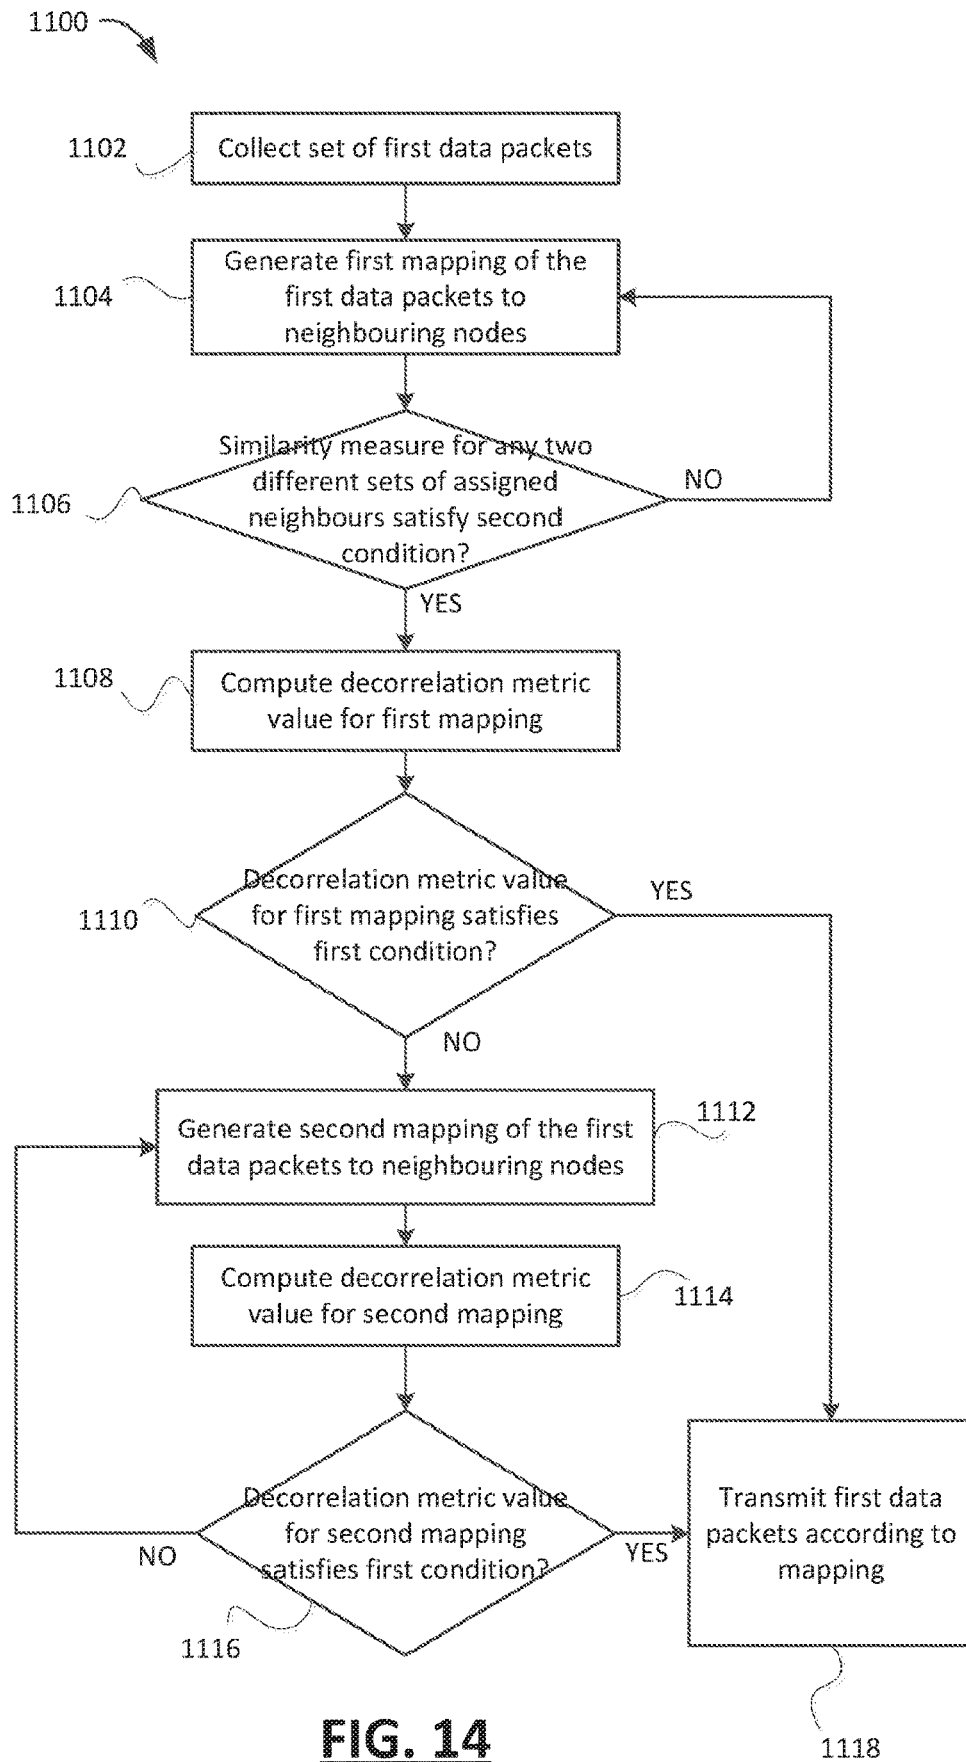 1100
1102
Collect set of first data packets
1104
Generate first mapping of the
first data packets to
neighbouring nodes
1106
Similarity measure for any two
different sets of assigned
neighbours satisfy second
condition?
NO
YES
1108
Compute decorrelation metric
value for first mapping
1110
Decorrelation metric value
for first mapping satisfies
first condition?
YES
NO
1112
Generate second mapping of the first
data packets to neighbouring nodes
Compute decorrelation metric
value for second mapping
1114
Decorrelation metric value
for second mapping
satisfies first condition?
NO
YES
1116
Transmit first data
packets according to
mapping
1118
FIG. 14